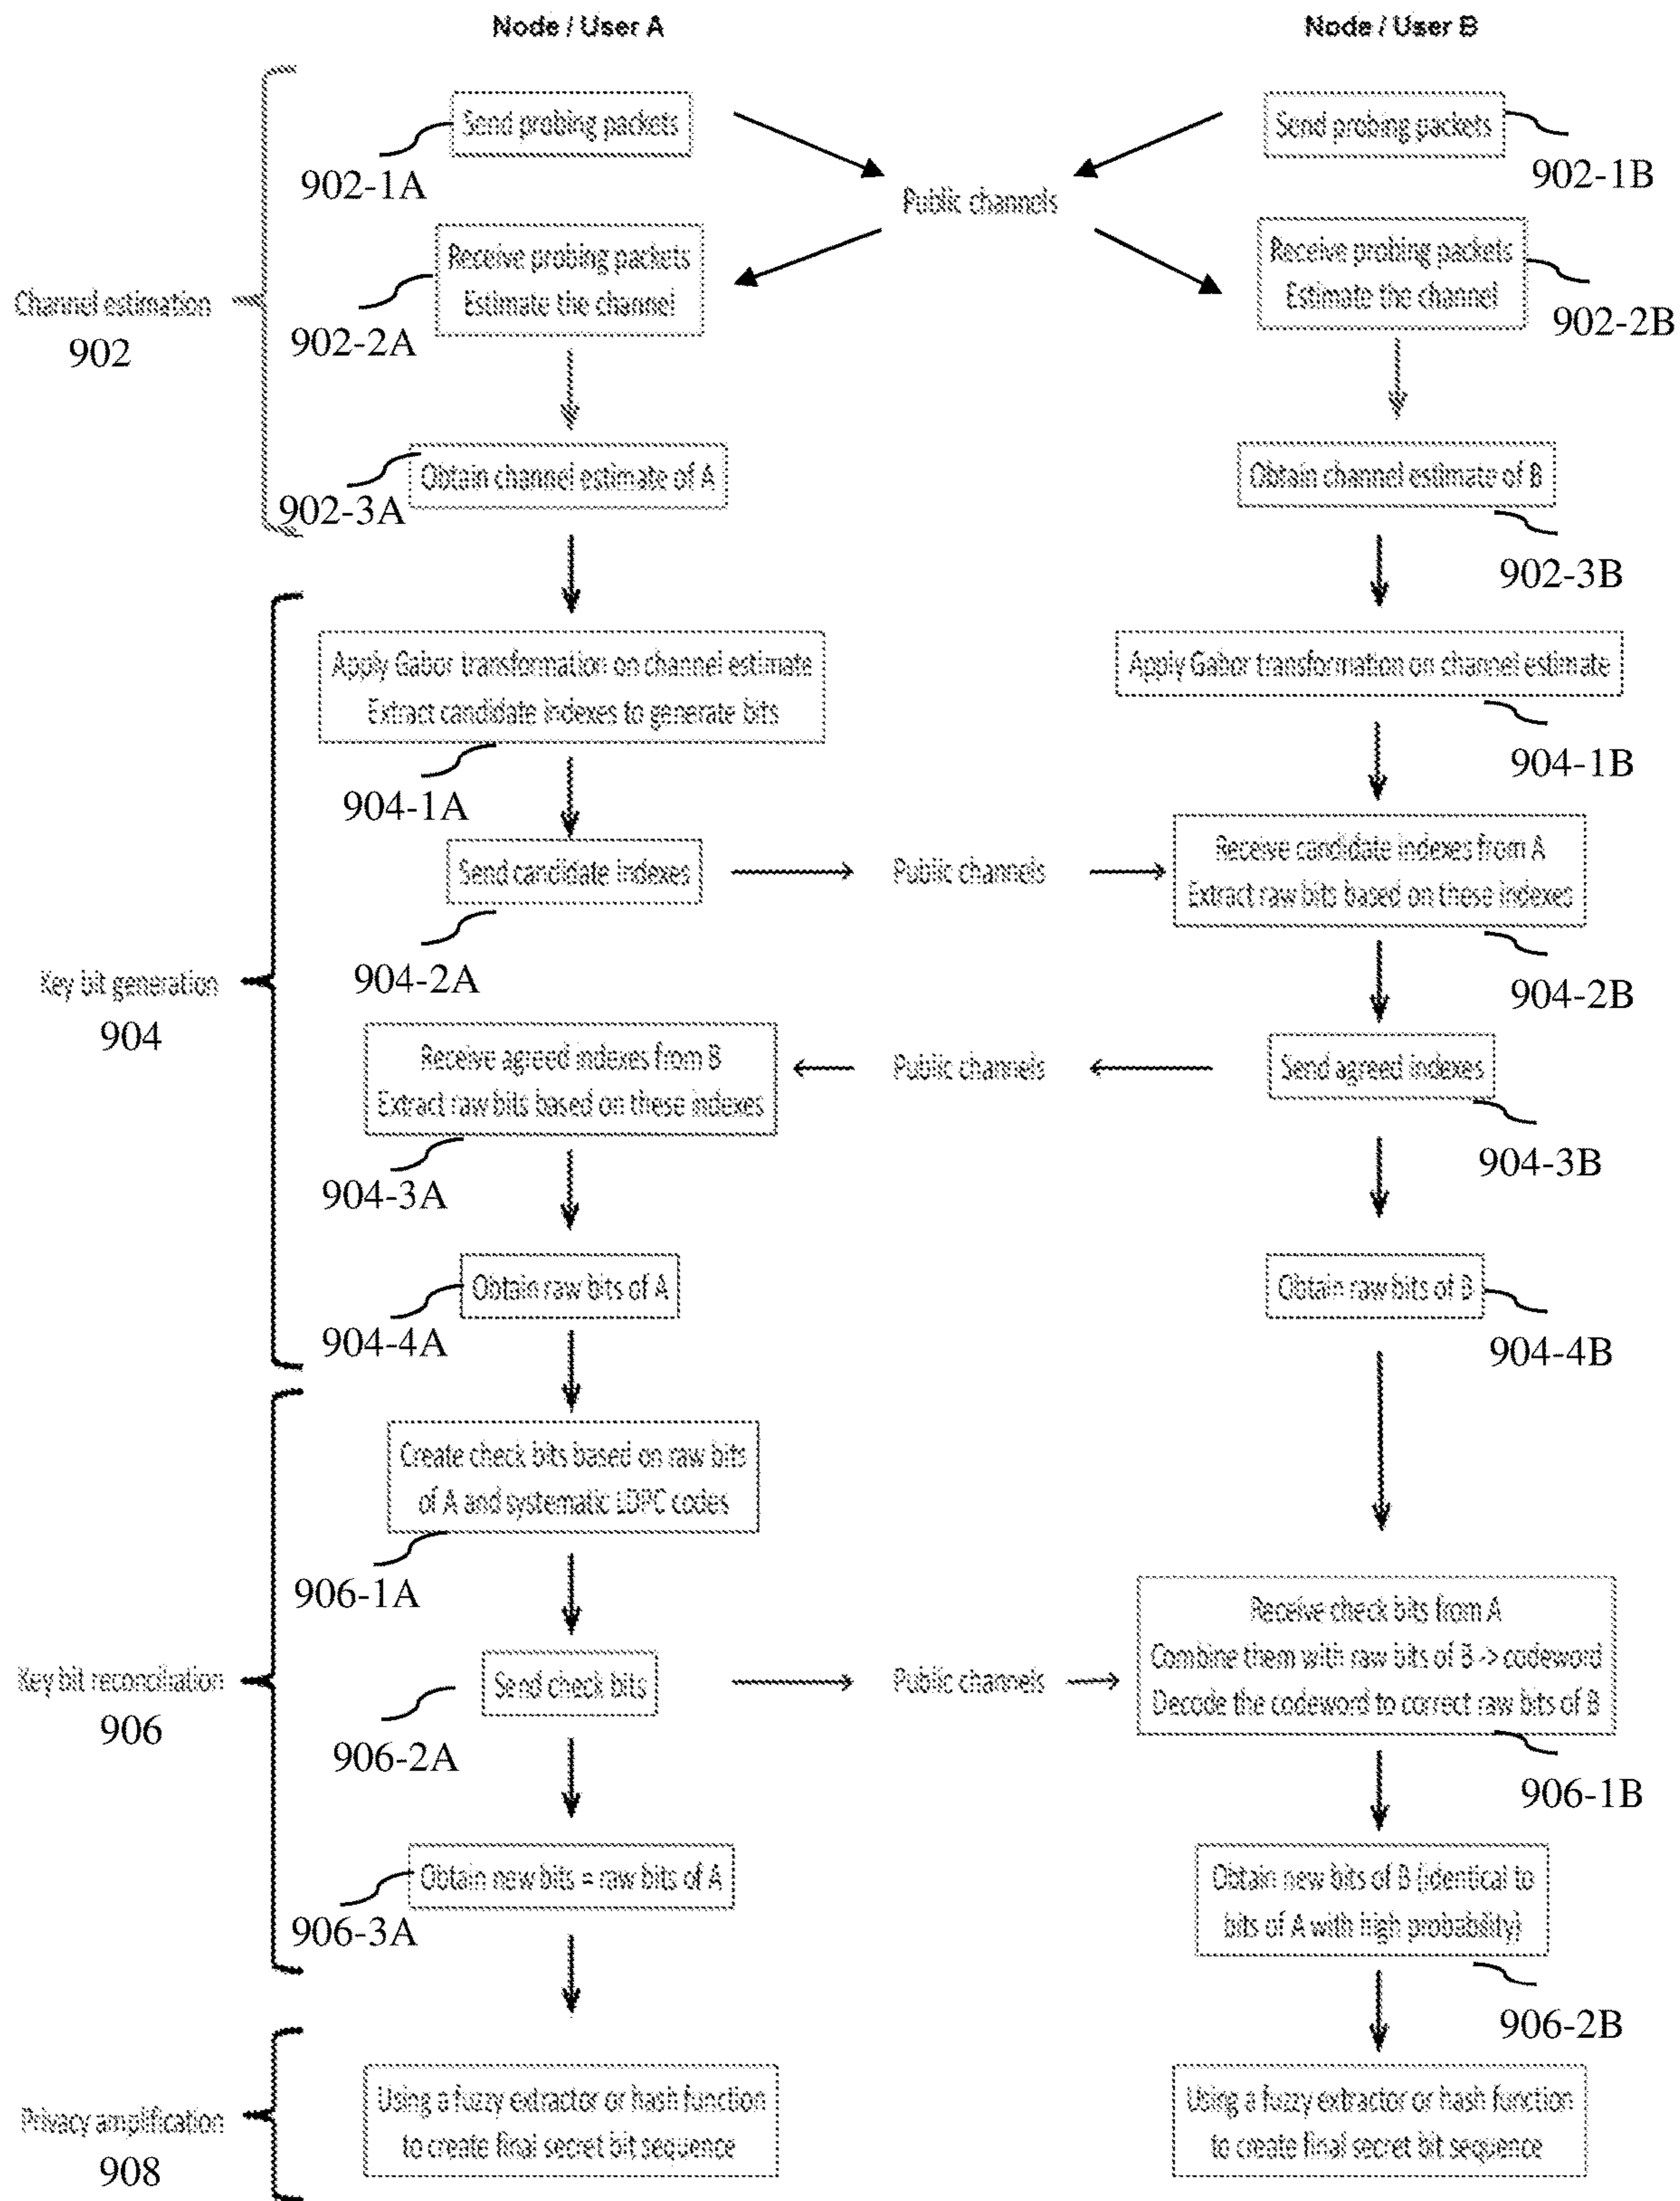 Node / User A
Node / User B
Send probing packets
Send probing packets
902-1A
902-1B
Public channels
Receive probing packets
Estimate the channel
Receive probing packets
Estimate the channel
Channel estimation
902
902-2A
902-2B
Obtain channel estimate of A
Obtain channel estimate of B
902-3A
902-3B
Apply Gabor transformation on channel estimate
Extract candidate indexes to generate bits
Apply Gabor transformation on channel estimate
904-1A
904-1B
Send candidate indexes
Public channels
Receive candidate indexes from A
Extract raw bits based on these indexes
904-2A
904-2B
Key bit generation
904
Receive agreed indexes from B
Extract raw bits based on these indexes
Public channels
Send agreed indexes
904-3A
904-3B
Obtain raw bits of A
Obtain raw bits of B
904-4A
904-4B
Create check bits based on raw bits
of A and systematic LDPC codes
906-1A
Receive check bits from A
Combine them with raw bits of B -> codeword
Decode the codeword to correct raw bits of B
Key bit reconciliation
906
Send check bits
Public channels
906-2A
906-1B
Obtain new bits = raw bits of A
Obtain new bits of B (identical to
bits of A with high probability)
906-3A
906-2B
Privacy amplification
908
Using a fuzzy extractor or hash function
to create final secret bit sequence
Using a fuzzy extractor or hash function
to create final secret bit sequence